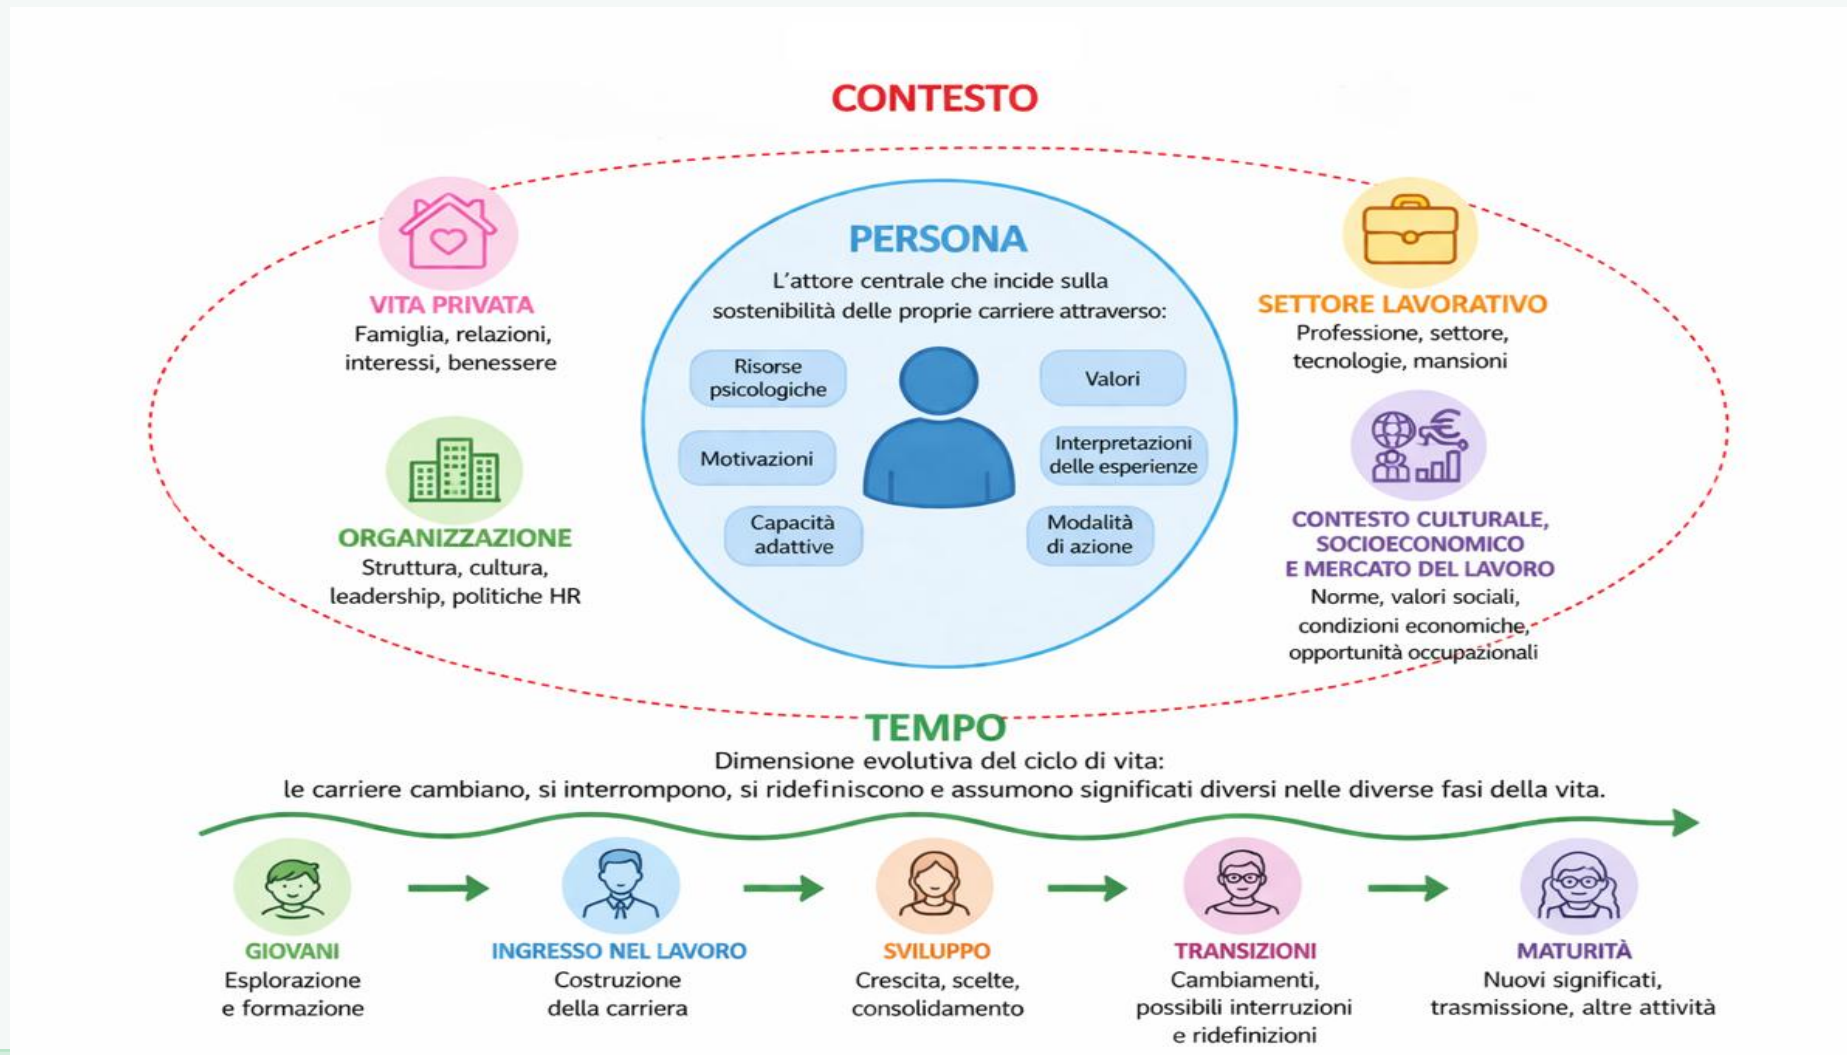 CONTESTO
VITA PRIVATA
Famiglia, relazioni,
interessi, benessere
ORGANIZZAZIONE
Struttura, cultura,
leadership, politiche HR
PERSONA
L'attore centrale che incide sulla
sostenibilità delle proprie carriere attraverso:
Risorse
psicologiche
Motivazioni
Capacità
adattive
Valori
Interpretazioni
delle esperienze
Modalità
di azione
SETTORE LAVORATIVO
Professione, settore,
tecnologie, mansioni
CONTESTO CULTURALE,
SOCIOECONOMICO
E MERCATO DEL LAVORO
Norme, valori sociali,
condizioni economiche,
opportunità occupazionali
TEMPO
Dimensione evolutiva del ciclo di vita:
le carriere cambiano, si interrompono, si ridefiniscono e assumono significati diversi nelle diverse fasi della vita.
GIOVANI
Esplorazione
e formazione
INGRESSO NEL LAVORO
Costruzione
della carriera
SVILUPPO
Crescita, scelte,
consolidamento
TRANSIZIONI
Cambiamenti,
possibili interruzioni
e ridefinizioni
MATURITÀ
Nuovi significati,
trasmissione, altre attività